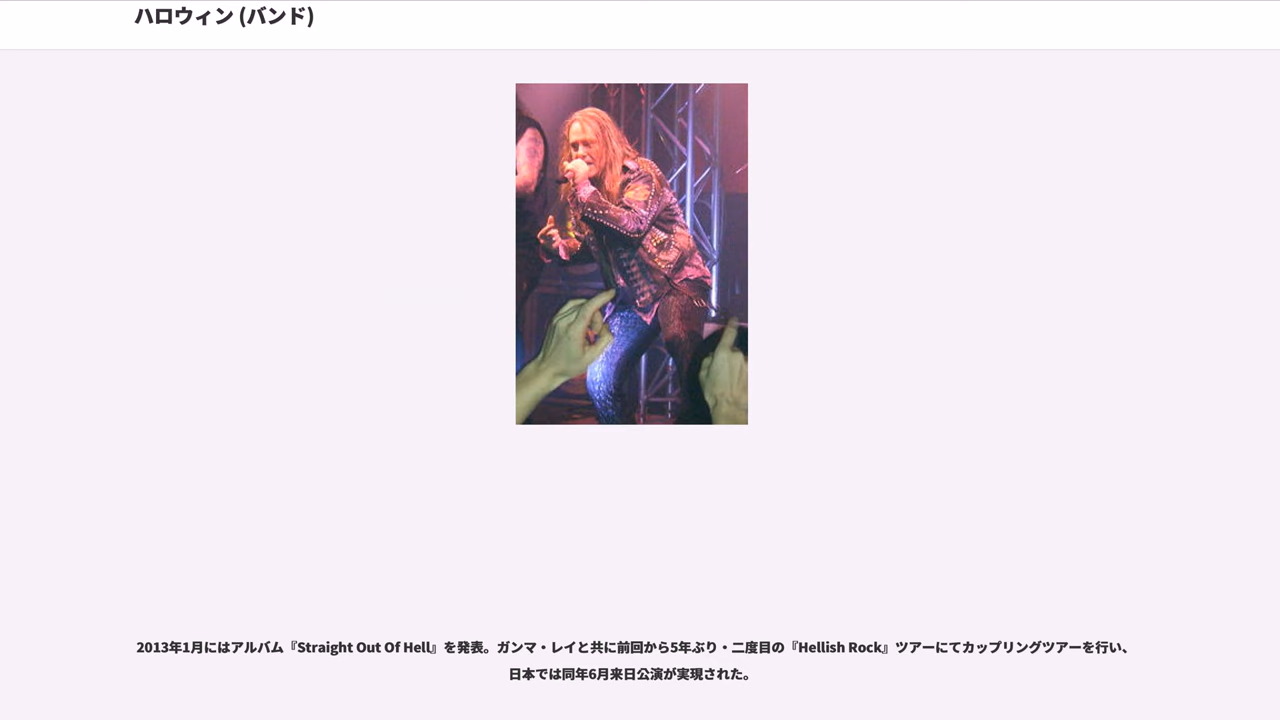 ハロウィン (バンド)
2013年1月にはアルバム『Straight Out Of Hell』を発表。ガンマ・レイと共に前回から5年ぶり・二度目の『Hellish Rock』ツアーにてカップリングツアーを行い、
日本では同年6月来日公演が実現された。